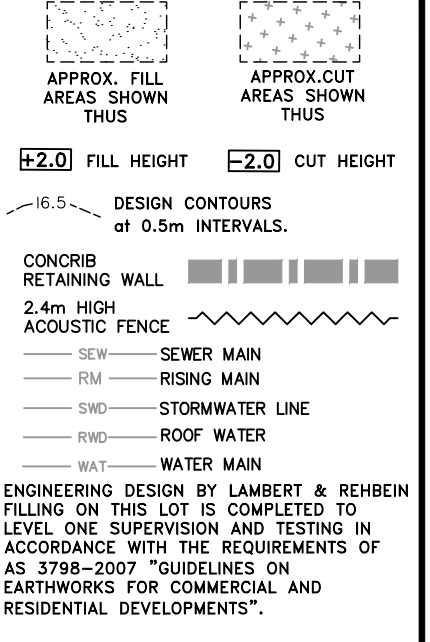 APPROX. FILL
AREAS SHOWN
THUS
APPROX.CUT
AREAS SHOWN
THUS
+2.0 FILL HEIGHT
-2.0 CUT HEIGHT
16.5 DESIGN CONTOURS
at 0.5m INTERVALS.
CONCRIB
RETAINING WALL
2.4m HIGH
ACOUSTIC FENCE
SEW SEWER MAIN
RM RISING MAIN
SWD STORMWATER LINE
RWD ROOF WATER
WAT WATER MAIN
ENGINEERING DESIGN BY LAMBERT & REHBEIN
FILLING ON THIS LOT IS COMPLETED TO
LEVEL ONE SUPERVISION AND TESTING IN
ACCORDANCE WITH THE REQUIREMENTS OF
AS 3798-2007 "GUIDELINES ON
EARTHWORKS FOR COMMERCIAL AND
RESIDENTIAL DEVELOPMENTS".